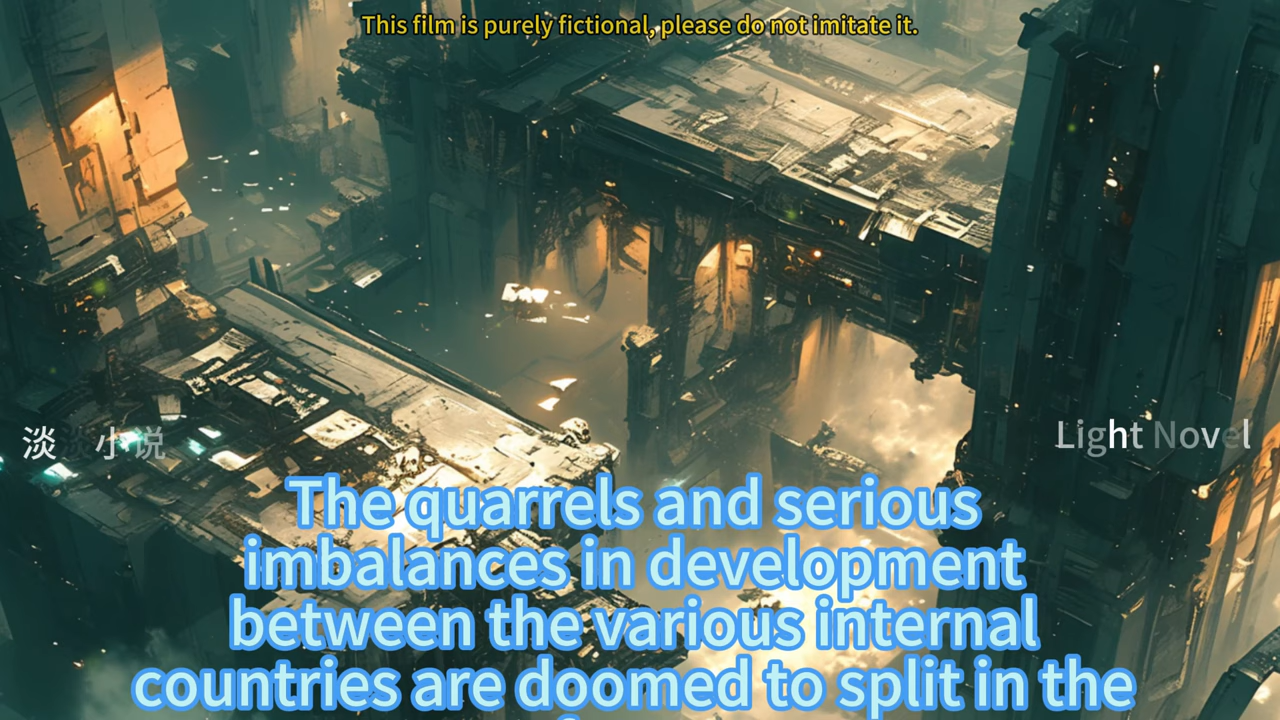 This film is purely fictional, please do not imitate it.
淡淡小说
Light Novel
The quarrels and serious
imbalances in development
between the various internal
countries are doomed to split in the